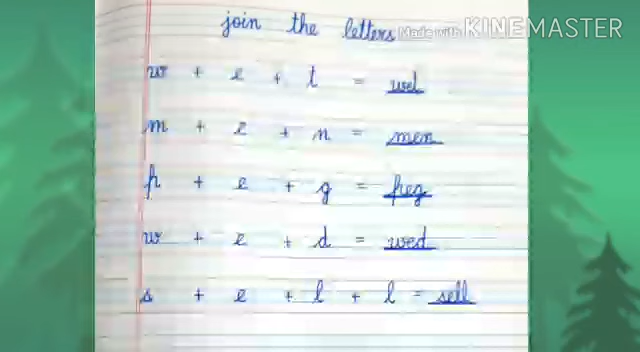 join the letters
Made with KINEMASTER
w + e + t = wet
m + e + n = men
p + e + g = peg
w + e + d = wed
s + e + l + l = sell